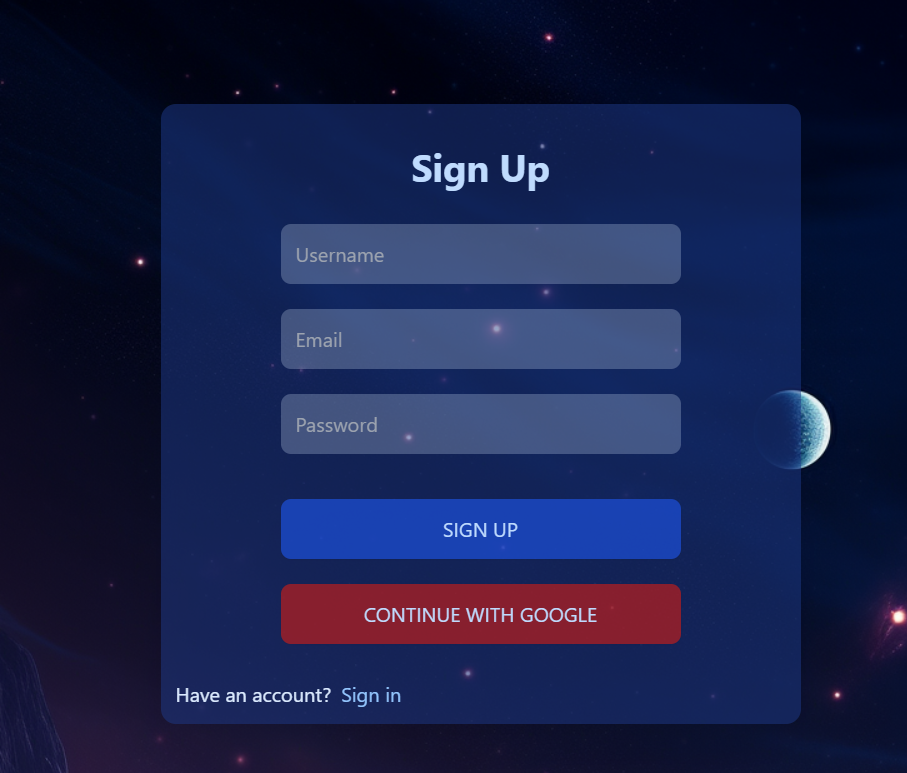 Sign Up
Username
Email
Password
SIGN UP
CONTINUE WITH GOOGLE
Have an account? Sign in